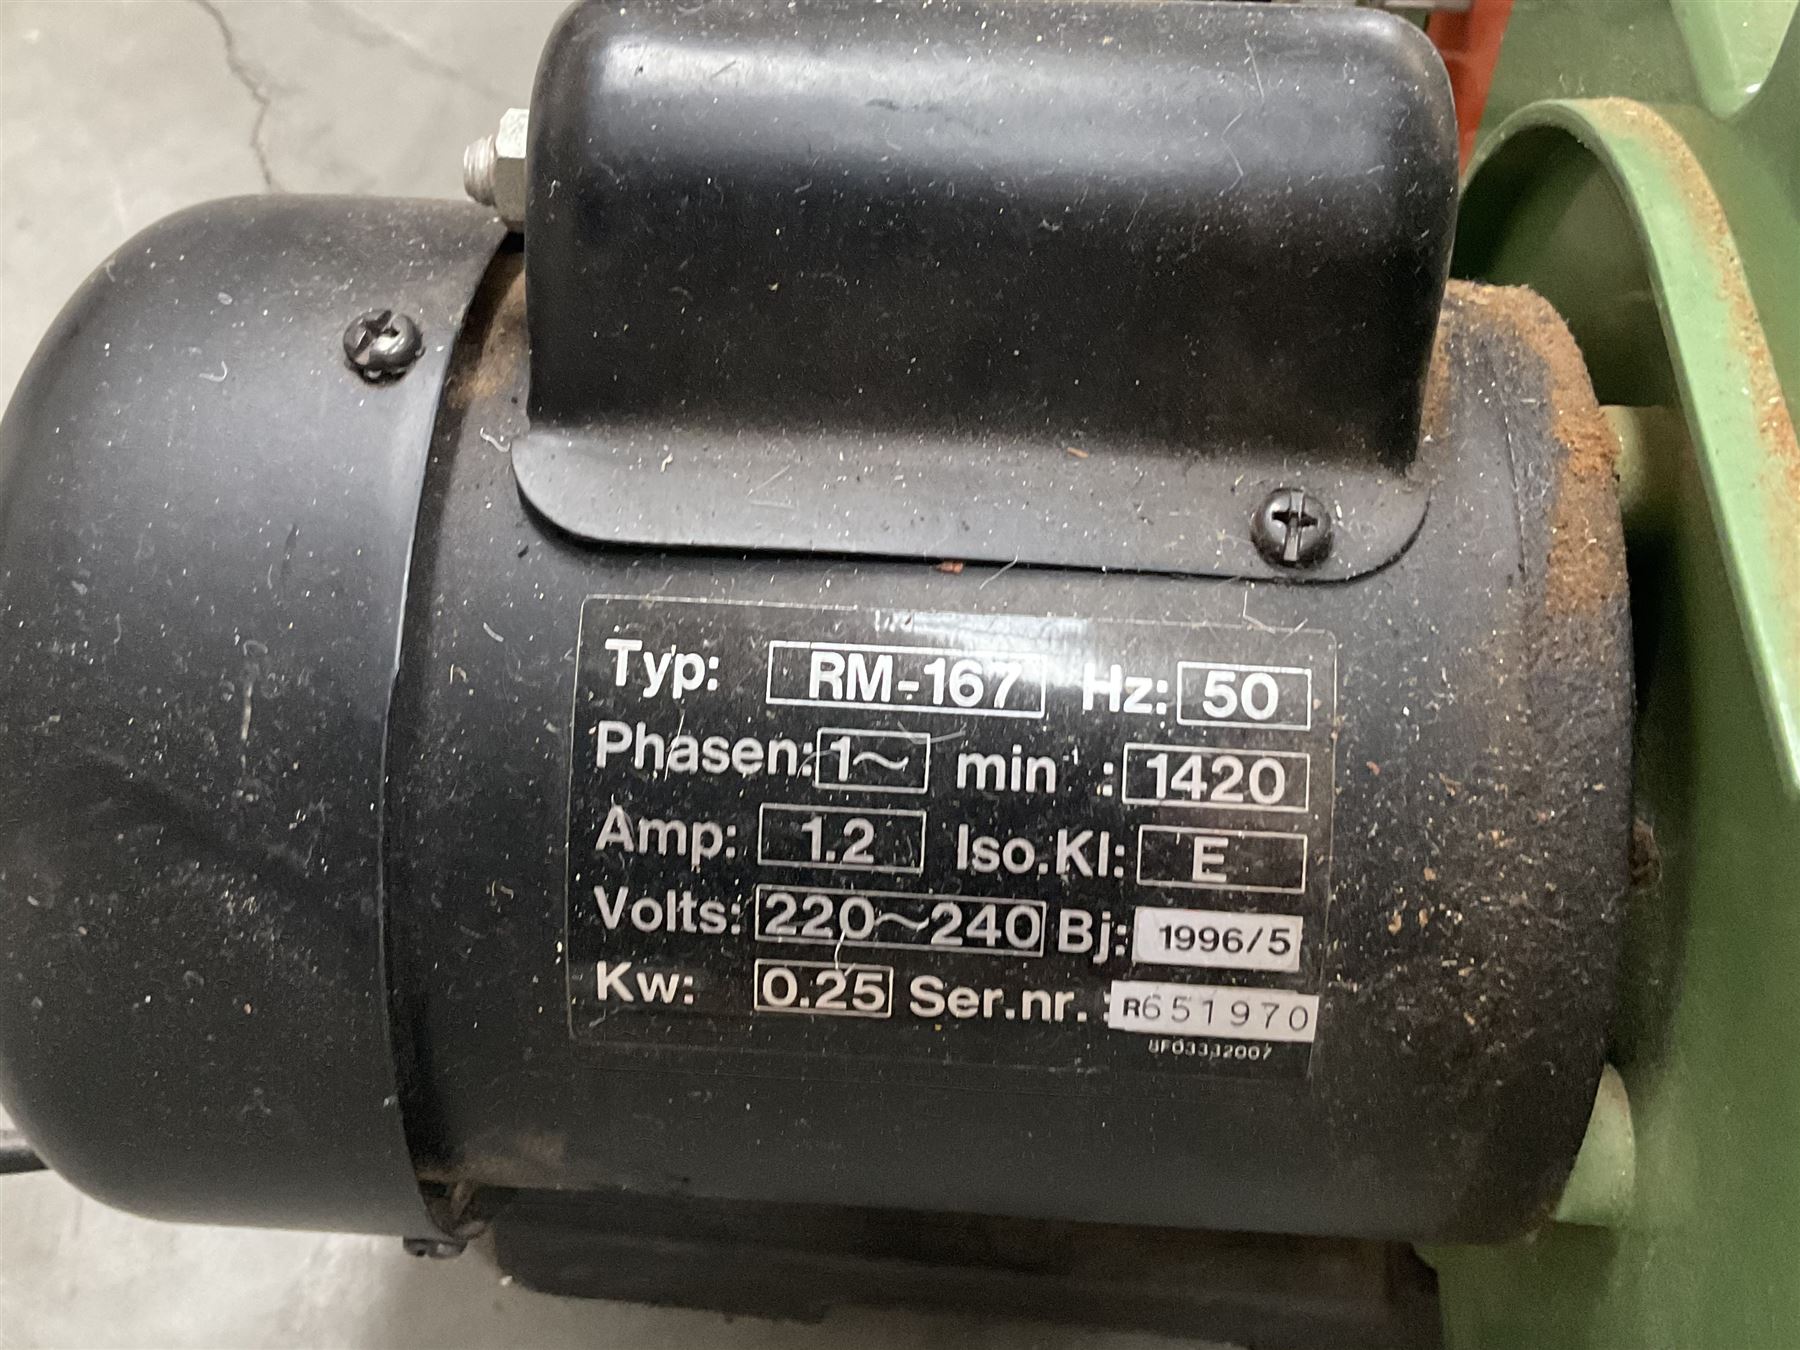 Typ: RM-167 Hz: 50
Phasen: 1~ min⁻¹ : 1420
Amp: 1.2 Iso.Kl: E
Volts: 220~240 Bj: 1996/5
Kw: 0.25 Ser.nr.: R651970